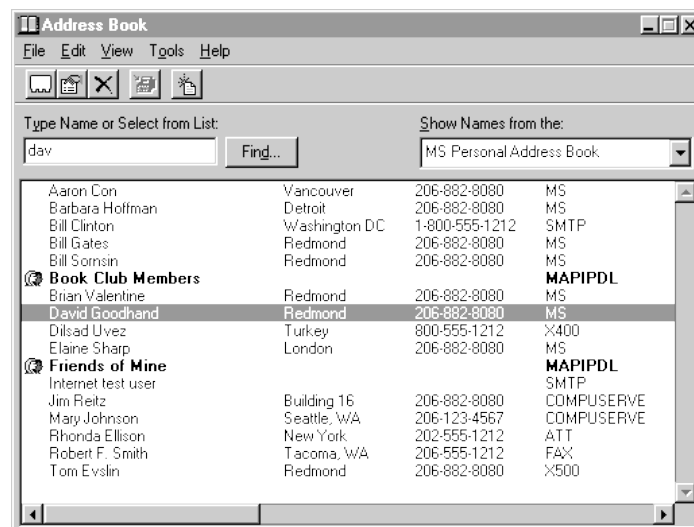 Address Book
File Edit View Tools Help
Type Name or Select from List:
Show Names from the:
dav
Find...
MS Personal Address Book
Aaron Con Vancouver 206-882-8080 MS
Barbara Hoffman Detroit 206-882-8080 MS
Bill Clinton Washington DC 1-800-555-1212 SMTP
Bill Gates Redmond 206-882-8080 MS
Bill Sornsin Redmond 206-882-8080 MS
Book Club Members MAPIPDL
Brian Valentine Redmond 206-882-8080 MS
David Goodhand Redmond 206-882-8080 MS
Dilsad Uvez Turkey 800-555-1212 X400
Elaine Sharp London 206-882-8080 MS
Friends of Mine MAPIPDL
Internet test user SMTP
Jim Reitz Building 16 206-882-8080 COMPUSERVE
Mary Johnson Seattle, WA 206-123-4567 COMPUSERVE
Rhonda Ellison New York 202-555-1212 ATT
Robert F. Smith Tacoma, WA 206-555-1212 FAX
Tom Evslin Redmond 206-882-8080 X500